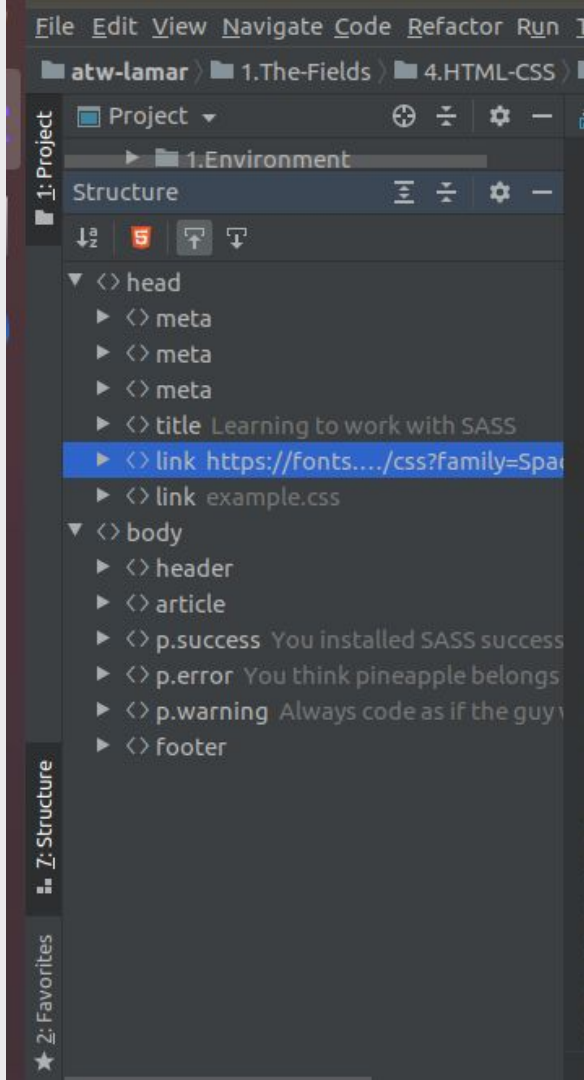 File Edit View Navigate Code Refactor Run
atw-lamar 1.The-Fields 4.HTML-CSS
1: Project
Project
1.Environment
Structure
head
meta
meta
meta
title Learning to work with SASS
link https://fonts..../css?family=Spac
link example.css
body
header
article
p.success You installed SASS success
p.error You think pineapple belongs
p.warning Always code as if the guy
footer
7: Structure
2: Favorites